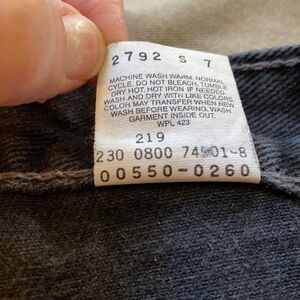 2792 S 7
MACHINE WASH WARM, NORMAL
CYCLE. DO NOT BLEACH, TUMBLE
DRY HOT. HOT IRON IF NEEDED.
WASH AND DRY WITH LIKE COLORS.
COLOR MAY TRANSFER WHEN NEW
WASH BEFORE WEARING. WASH
GARMENT INSIDE OUT.
WPL 423
219
230 0800 74901-8
00550-0260